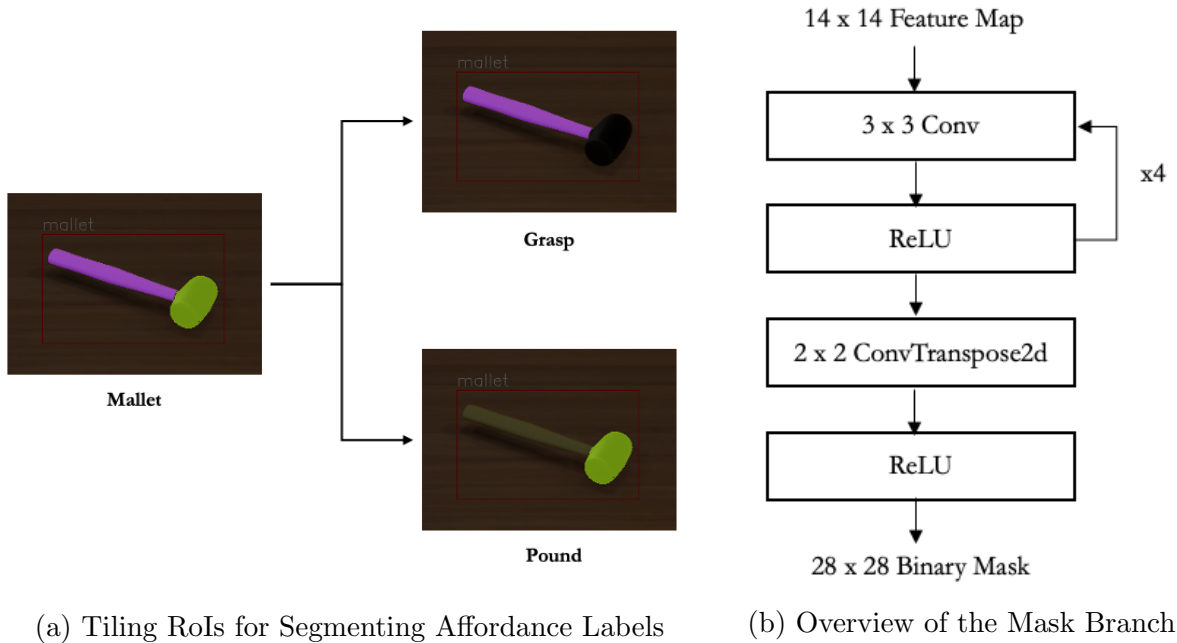 mallet
Mallet
mallet
Grasp
mallet
Pound
(a) Tiling RoIs for Segmenting Affordance Labels
14 x 14 Feature Map
3 x 3 Conv
x4
ReLU
2 x 2 ConvTranspose2d
ReLU
28 x 28 Binary Mask
(b) Overview of the Mask Branch